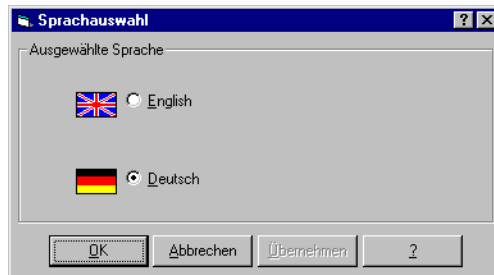 Sprachauswahl ? X
Ausgewählte Sprache
English
Deutsch
OK Abbrechen Übernehmen ?